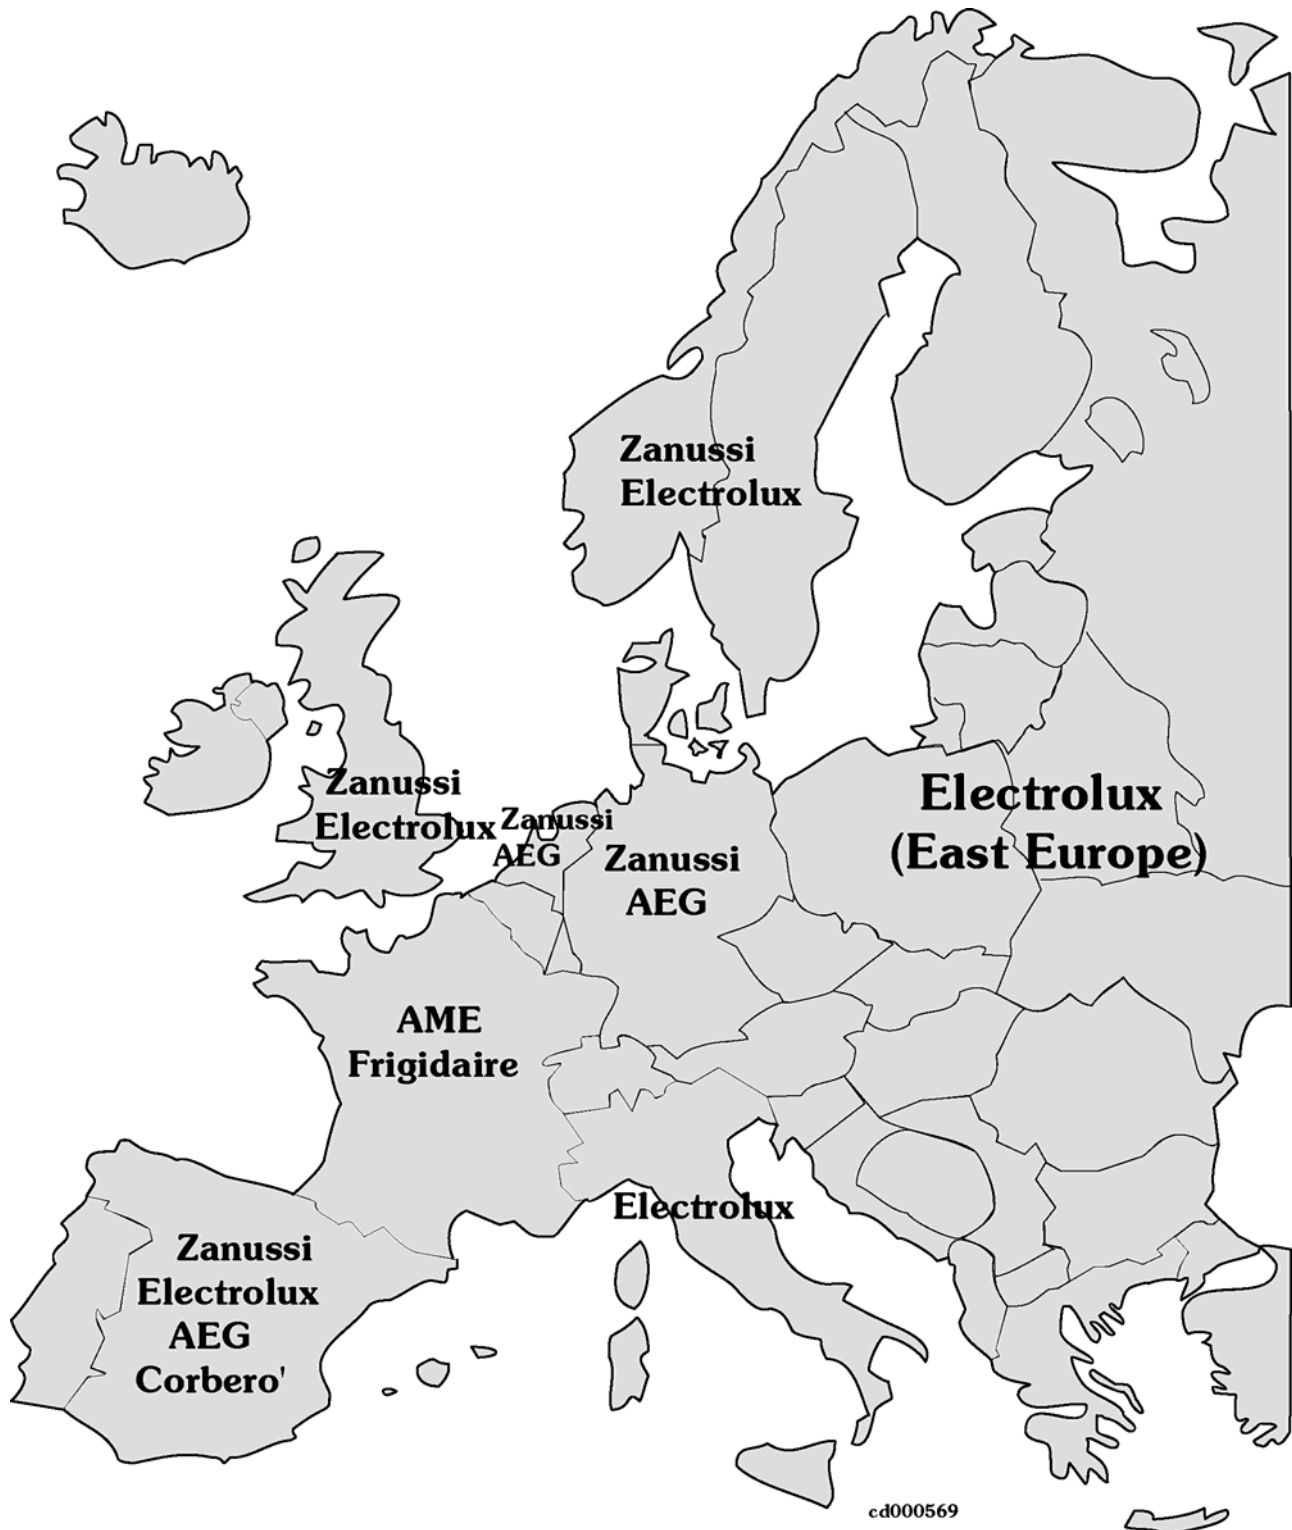 Zanussi
Electrolux
Zanussi
Electrolux
Zanussi
AEG
Zanussi
AEG
Electrolux
(East Europe)
AME
Frigidaire
Electrolux
Zanussi
Electrolux
AEG
Corbero'
cd000569